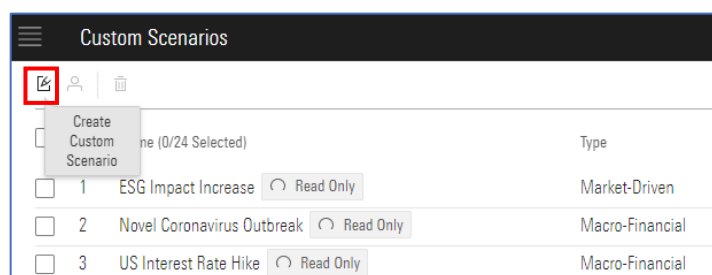 Custom Scenarios
Create
Custom
Scenario
me (0/24 Selected) Type
1 ESG Impact Increase Read Only Market-Driven
2 Novel Coronavirus Outbreak Read Only Macro-Financial
3 US Interest Rate Hike Read Only Macro-Financial